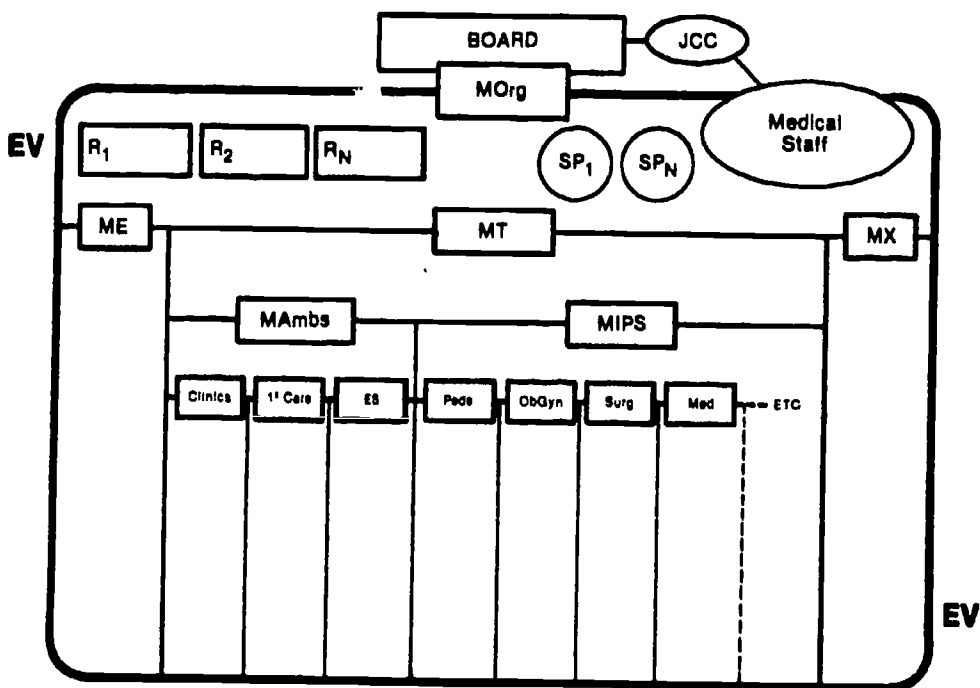 BOARD
JCC
MOrg
Medical
Staff
EV
R1
R2
RN
SP1
SPN
ME
MT
MX
MAmbs
MIPS
Clinics
1° Care
ES
Peds
ObGyn
Surg
Med
ETC
EV